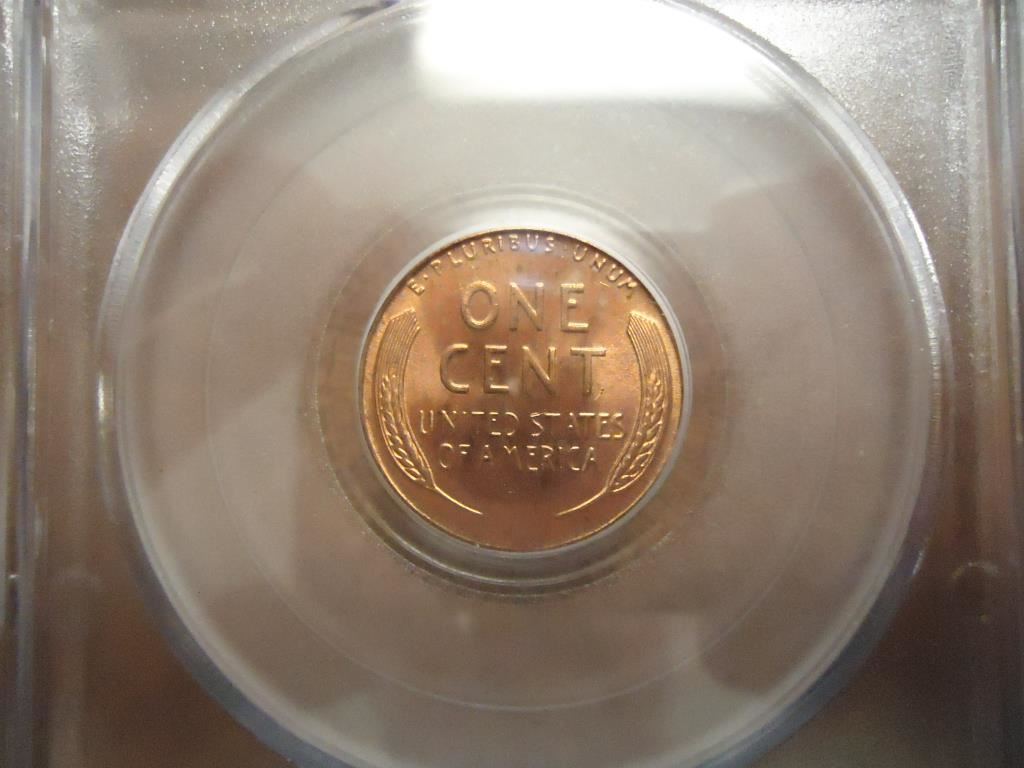 E·PLURIBUS·UNUM
ONE
CENT
UNITED STATES
OF AMERICA